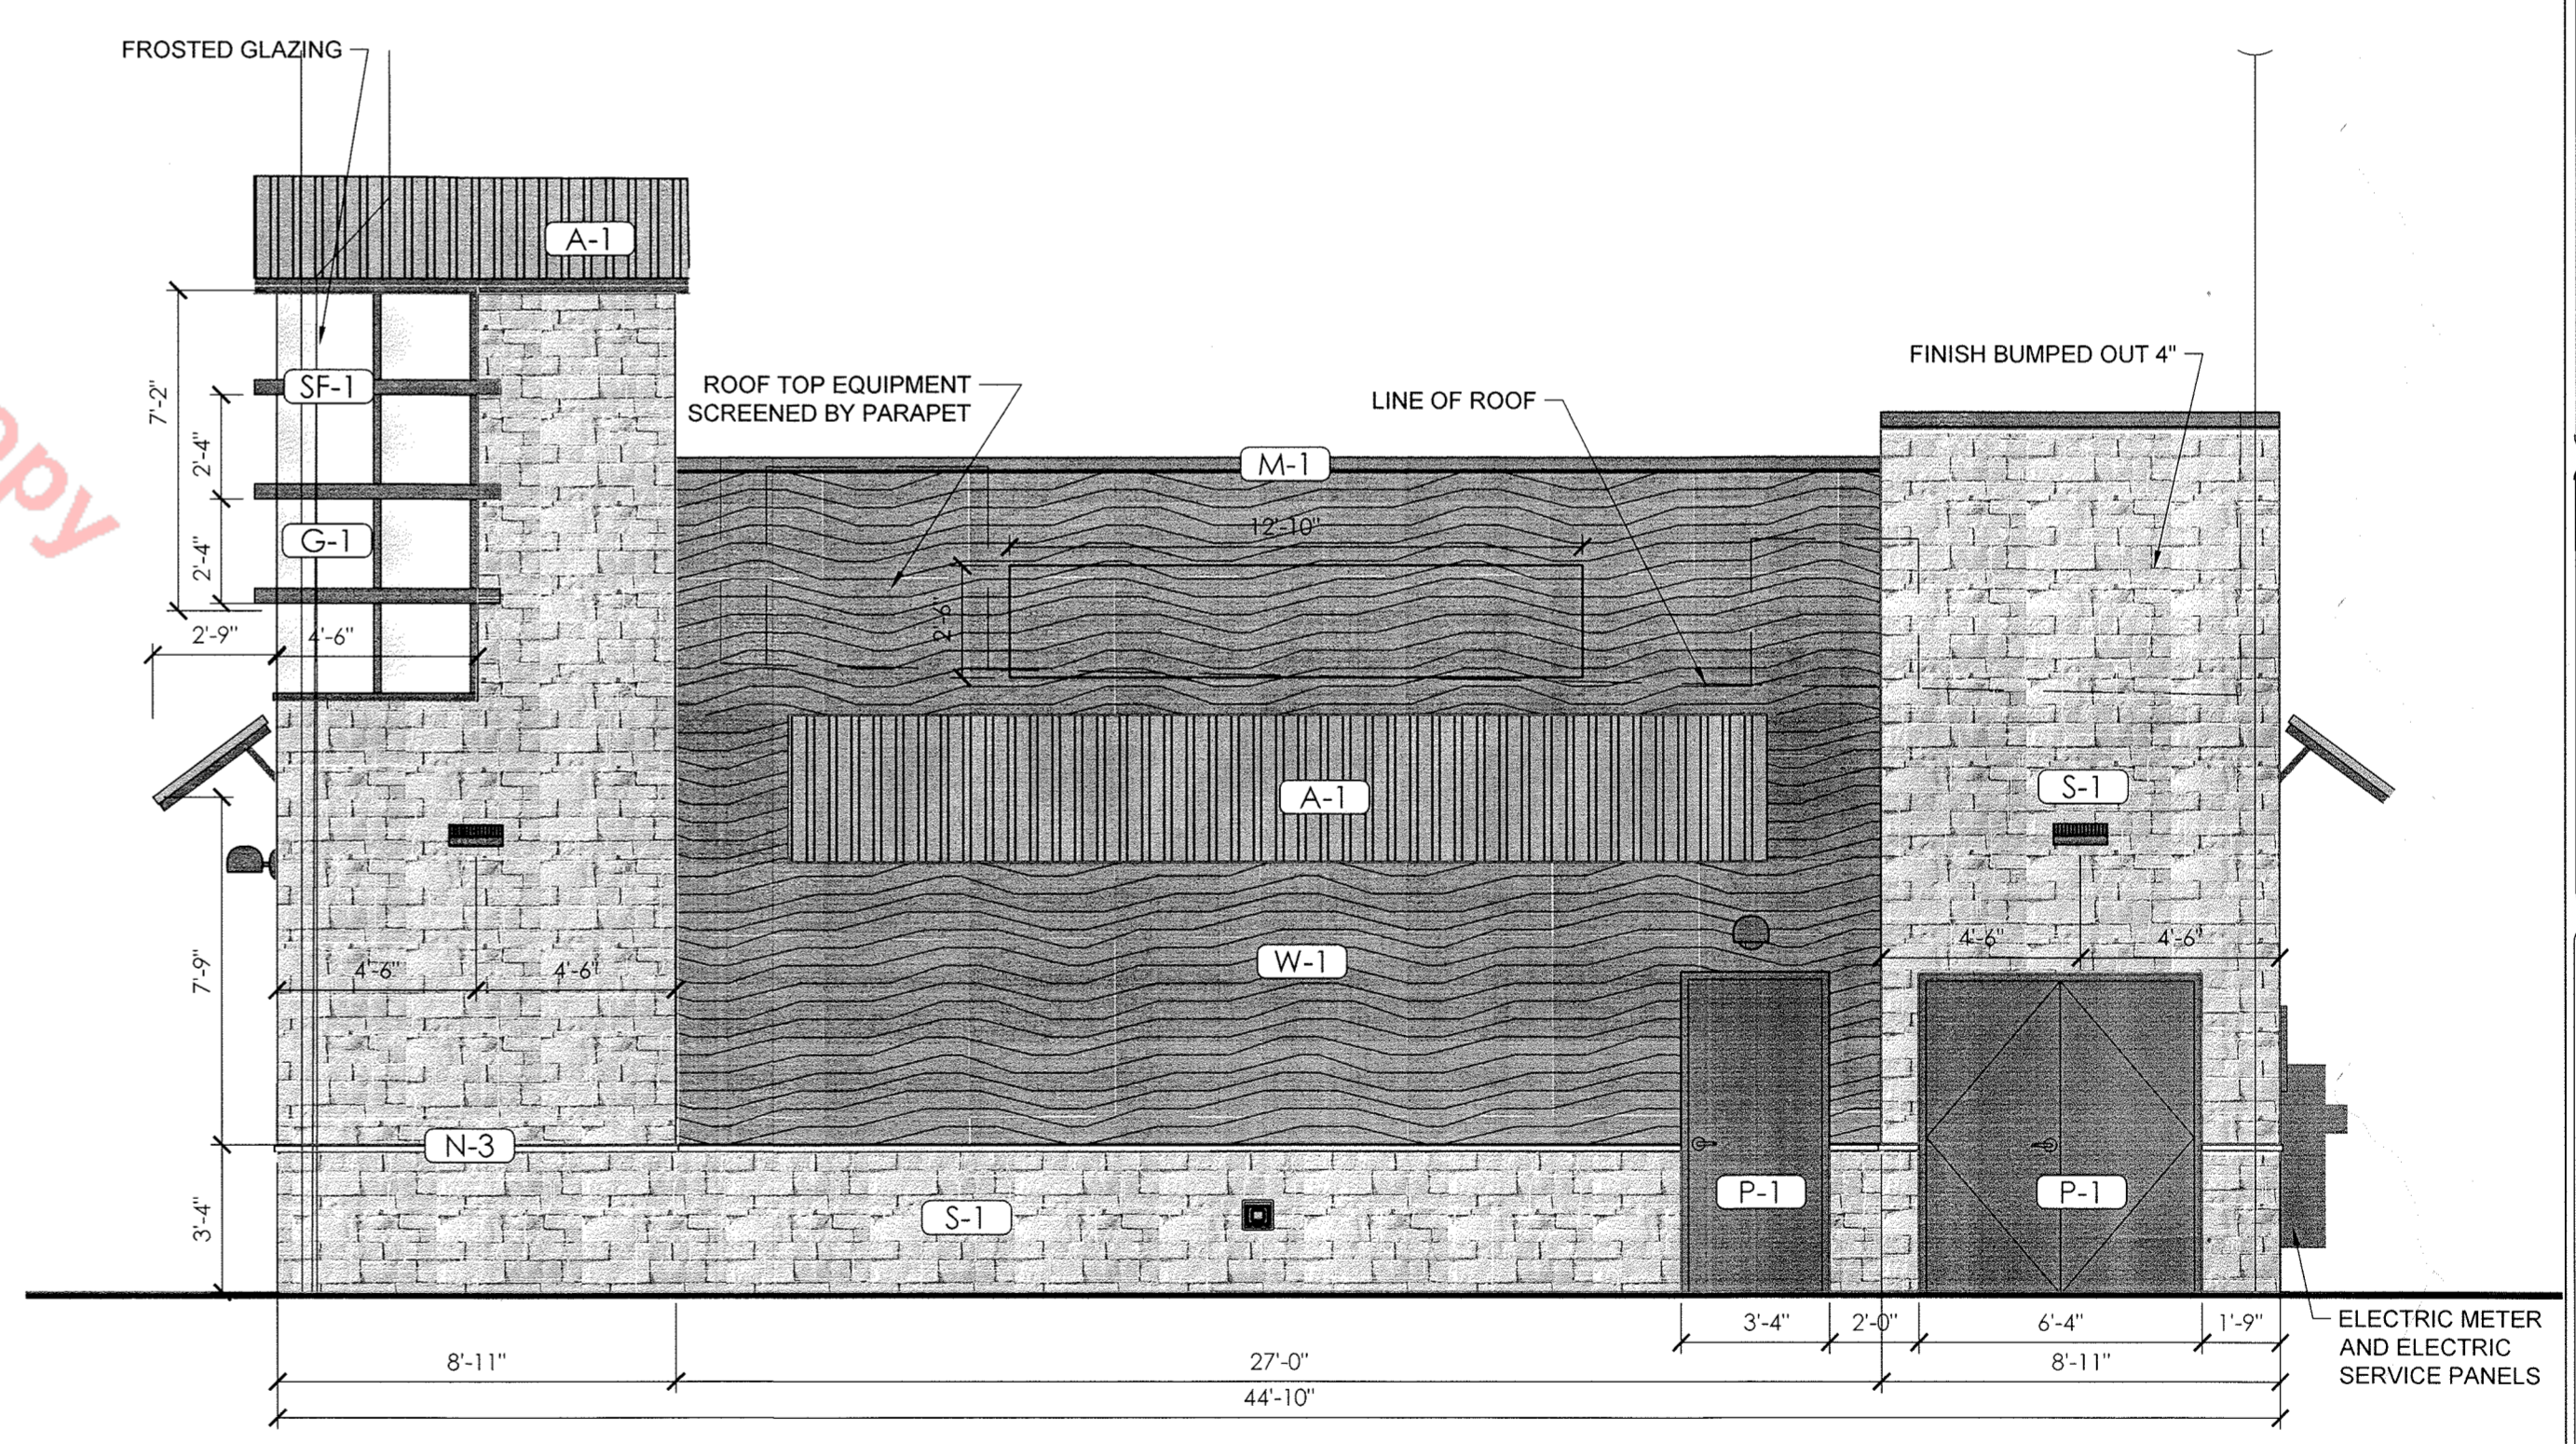 FROSTED GLAZING
A-1
7'-2"
SF-1
2'-4"
G-1
2'-4"
2'-9"
4'-6"
ROOF TOP EQUIPMENT
SCREENED BY PARAPET
M-1
LINE OF ROOF
FINISH BUMPED OUT 4"
12'-10"
2'-6"
A-1
S-1
7'-9"
4'-6"
4'-6"
W-1
4'-6"
4'-6"
N-3
3'-4"
S-1
P-1
P-1
3'-4"
2'-0"
6'-4"
1'-9"
ELECTRIC METER
AND ELECTRIC
SERVICE PANELS
8'-11"
27'-0"
8'-11"
44'-10"
opy